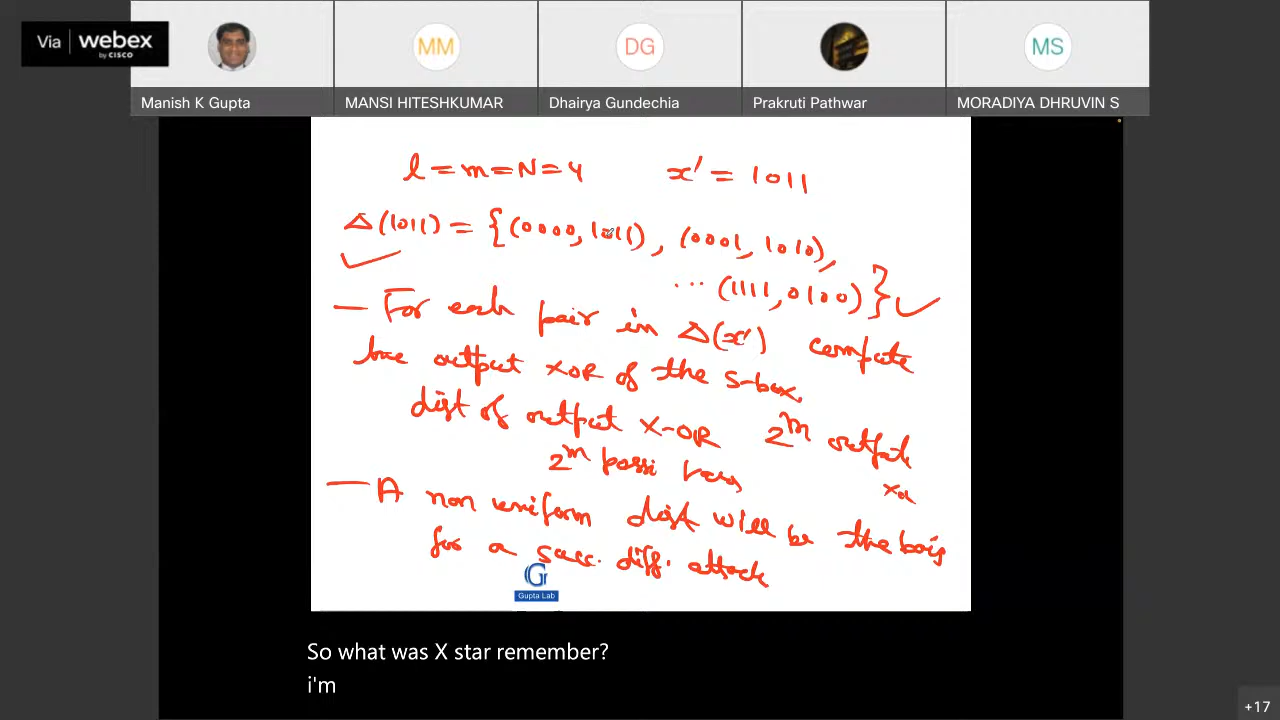 Via webex
by CISCO
MM
DG
MS
Manish K Gupta
MANSI HITESHKUMAR
Dhairya Gundechia
Prakruti Pathwar
MORADIYA DHRUVIN S
l = m = N = 4 x' = 1011
Δ(1011) = {(0000, 1011), (0001, 1010),
... (1111, 0100)}
— For each pair in Δ(x') compute
the output XOR of the S-box.
dist of output X-OR 2^m output
2^m possi
— A non uniform dist will be the
for a succ. diff. attack
G
Gupta Lab
So what was X star remember?
i'm
+17